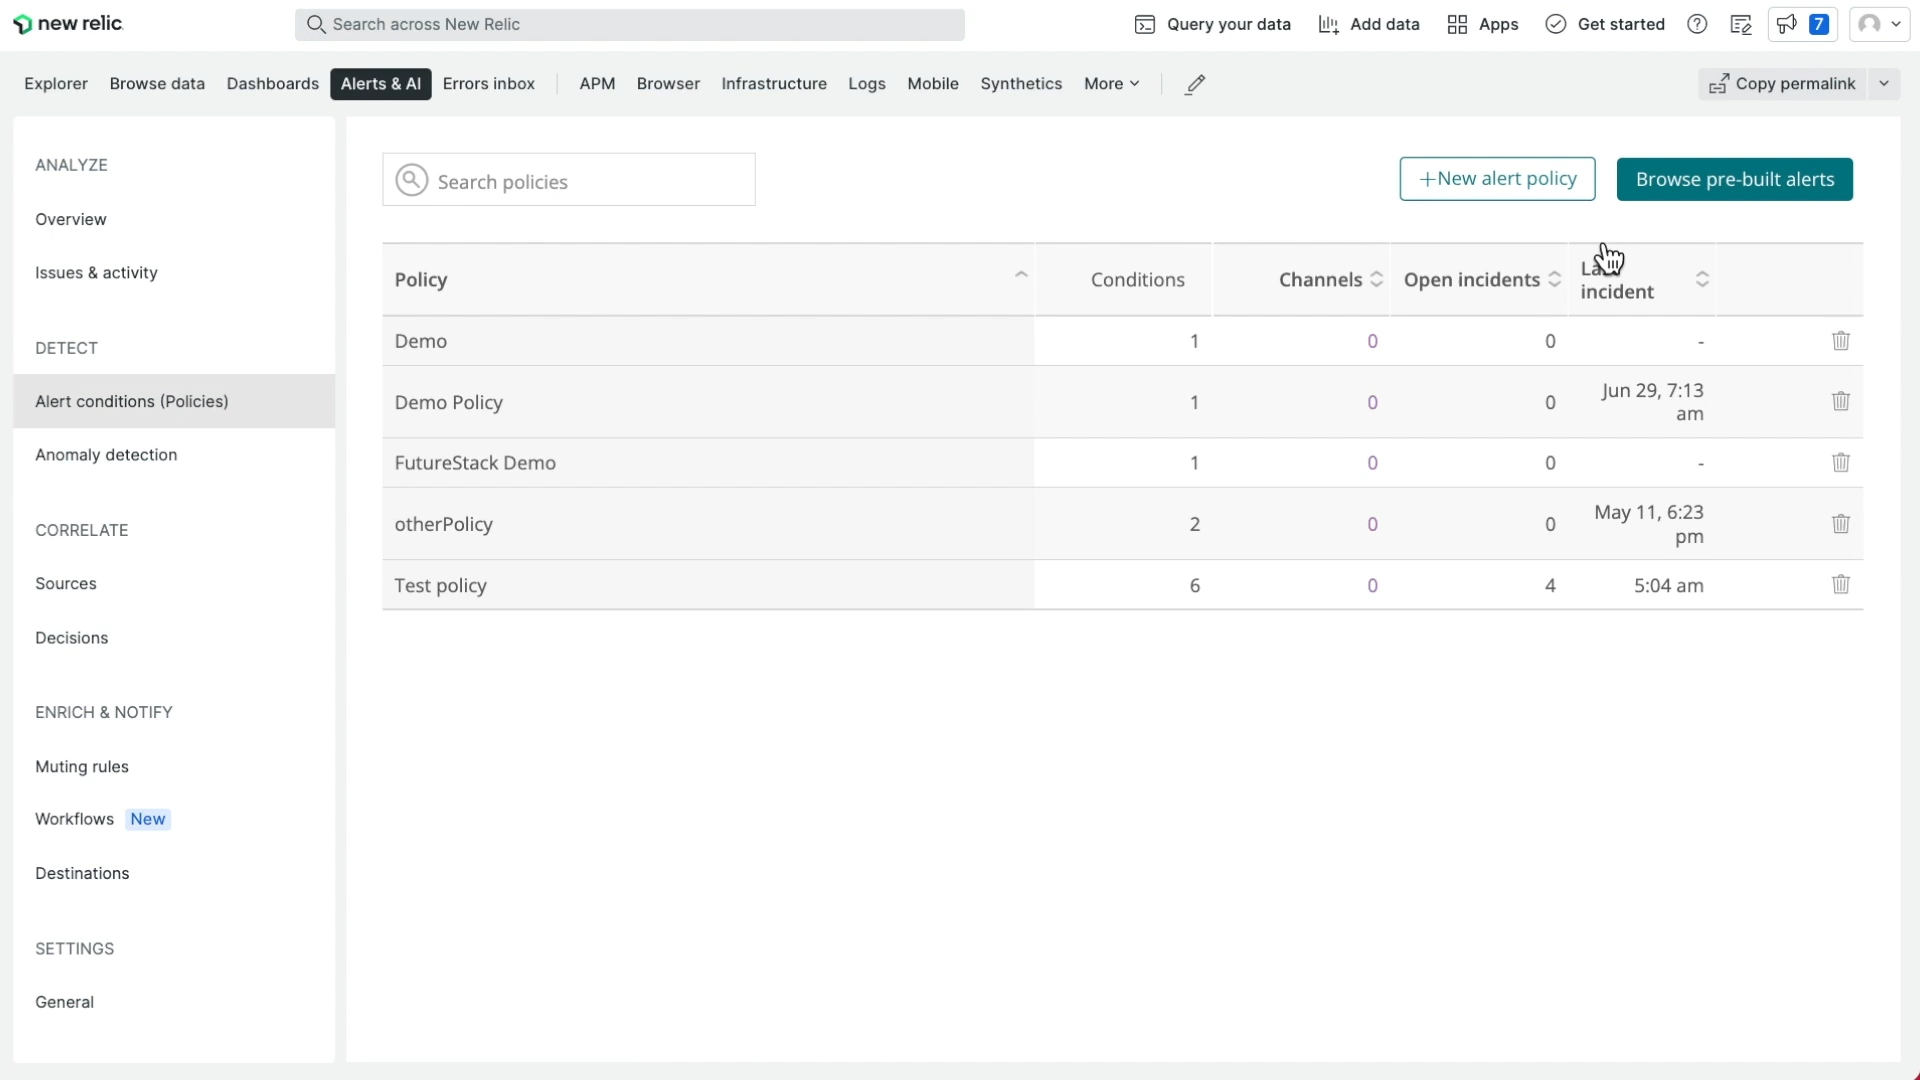 new relic
Search across New Relic
Query your data
Add data
Apps
Get started
7
Explorer
Browse data
Dashboards
Alerts & AI
Errors inbox
APM
Browser
Infrastructure
Logs
Mobile
Synthetics
More
Copy permalink
ANALYZE
Overview
Issues & activity
DETECT
Alert conditions (Policies)
Anomaly detection
CORRELATE
Sources
Decisions
ENRICH & NOTIFY
Muting rules
Workflows New
Destinations
SETTINGS
General
Search policies
+New alert policy
Browse pre-built alerts
Policy Conditions Channels Open incidents
incident
Demo 1 0 0 -
Demo Policy 1 0 0 Jun 29, 7:13
am
FutureStack Demo 1 0 0 -
otherPolicy 2 0 0 May 11, 6:23
pm
Test policy 6 0 4 5:04 am